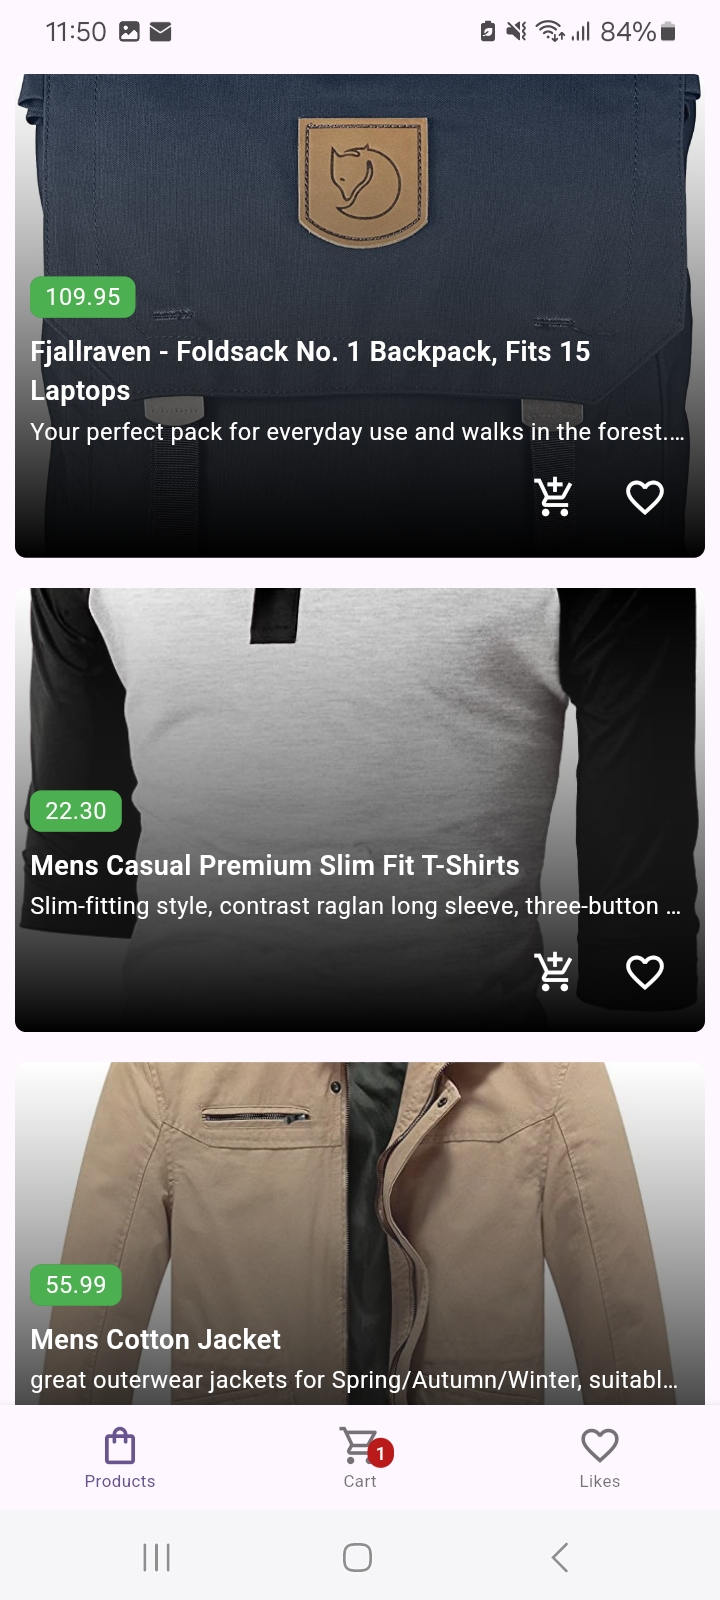 11:50
84%
109.95
Fjallraven - Foldsack No. 1 Backpack, Fits 15
Laptops
Your perfect pack for everyday use and walks in the forest.…
22.30
Mens Casual Premium Slim Fit T-Shirts
Slim-fitting style, contrast raglan long sleeve, three-button …
55.99
Mens Cotton Jacket
great outerwear jackets for Spring/Autumn/Winter, suitabl…
1
Products
Cart
Likes